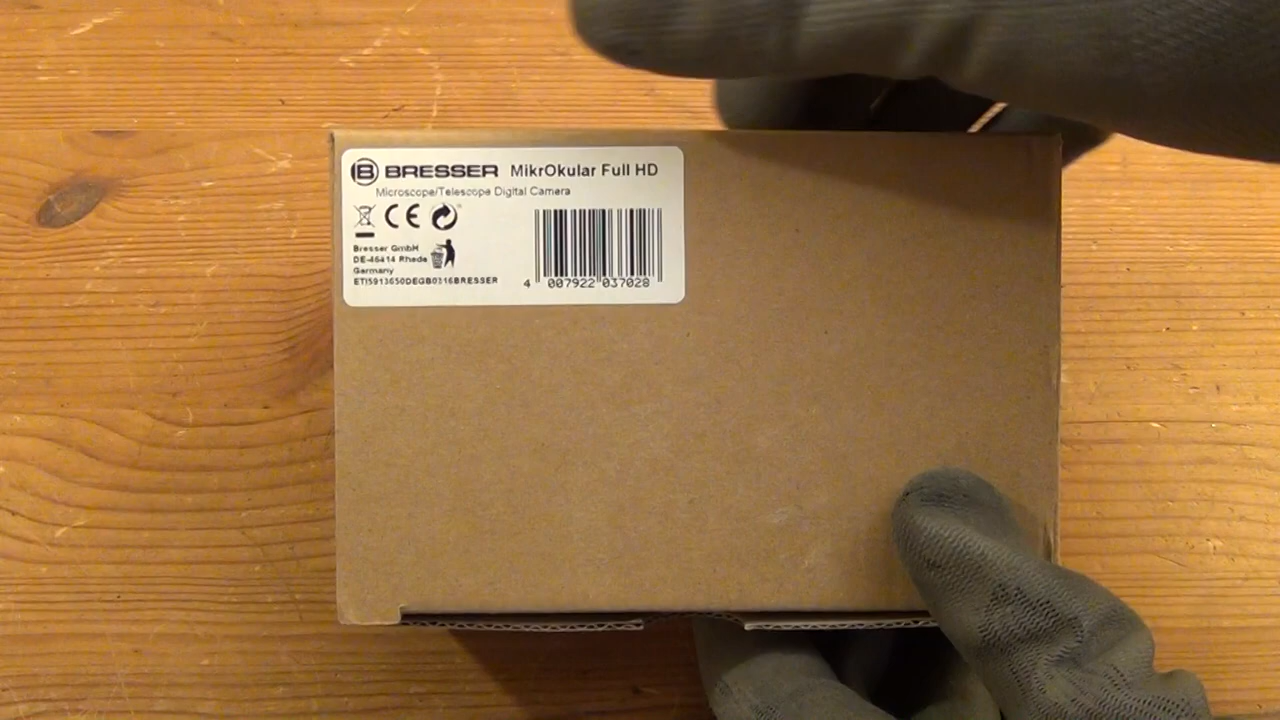 B BRESSER MikrOkular Full HD
Microscope/Telescope Digital Camera
CE
Bresser GmbH
DE-46414 Rhede
Germany
ETI5913650DEGB0316BRESSER
4 007922 037028